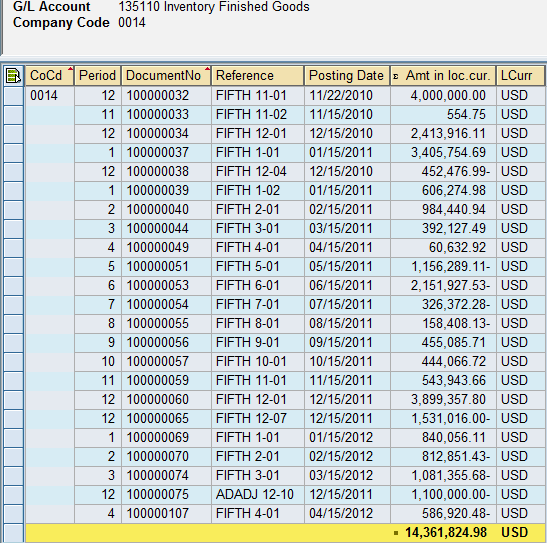 G/L Account 135110 Inventory Finished Goods
Company Code 0014
CoCd Period DocumentNo Reference Posting Date Σ Amt in loc.cur. LCurr
0014 12 100000032 FIFTH 11-01 11/22/2010 4,000,000.00 USD
11 100000033 FIFTH 11-02 11/15/2010 554.75 USD
12 100000034 FIFTH 12-01 12/15/2010 2,413,916.11 USD
1 100000037 FIFTH 1-01 01/15/2011 3,405,754.69 USD
12 100000038 FIFTH 12-04 12/15/2010 452,476.99- USD
1 100000039 FIFTH 1-02 01/15/2011 606,274.98 USD
2 100000040 FIFTH 2-01 02/15/2011 984,440.94 USD
3 100000044 FIFTH 3-01 03/15/2011 392,127.49 USD
4 100000049 FIFTH 4-01 04/15/2011 60,632.92 USD
5 100000051 FIFTH 5-01 05/15/2011 1,156,289.11- USD
6 100000053 FIFTH 6-01 06/15/2011 2,151,927.53- USD
7 100000054 FIFTH 7-01 07/15/2011 326,372.28- USD
8 100000055 FIFTH 8-01 08/15/2011 158,408.13- USD
9 100000056 FIFTH 9-01 09/15/2011 455,085.71 USD
10 100000057 FIFTH 10-01 10/15/2011 444,066.72 USD
11 100000059 FIFTH 11-01 11/15/2011 543,943.66 USD
12 100000060 FIFTH 12-01 12/15/2011 3,899,357.80 USD
12 100000065 FIFTH 12-07 12/15/2011 1,531,016.00- USD
1 100000069 FIFTH 1-01 01/15/2012 840,056.11 USD
2 100000070 FIFTH 2-01 02/15/2012 812,851.43- USD
3 100000074 FIFTH 3-01 03/15/2012 1,081,355.68- USD
12 100000075 ADADJ 12-10 12/15/2011 1,100,000.00- USD
4 100000107 FIFTH 4-01 04/15/2012 586,920.48- USD
14,361,824.98 USD